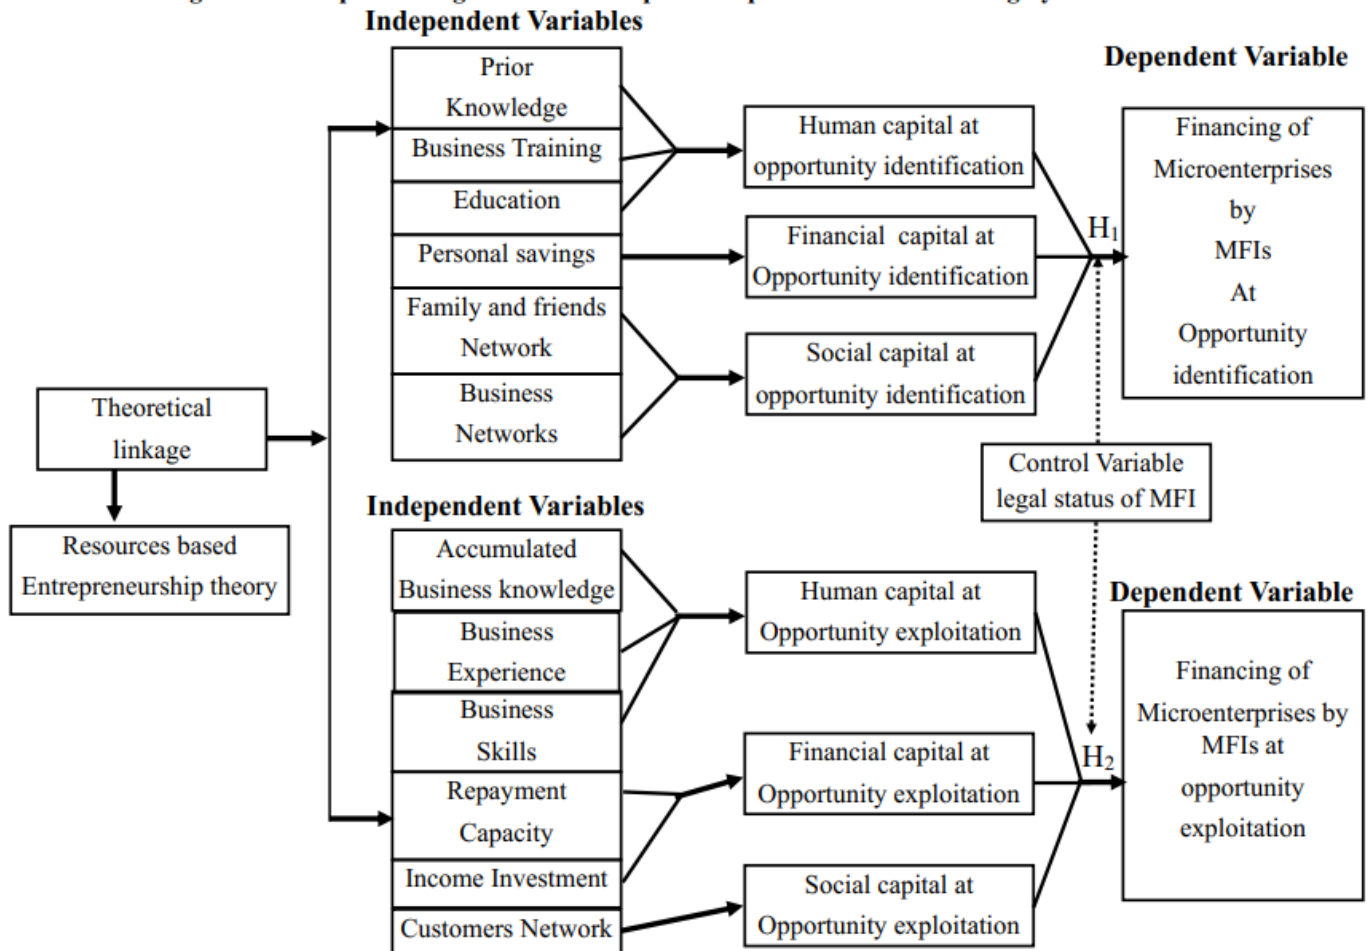 Independent Variables
Prior
Knowledge
Business Training
Education
Personal savings
Family and friends
Network
Business
Networks
Human capital at
opportunity identification
Financial capital at
Opportunity identification
Social capital at
opportunity identification
H1
Dependent Variable
Financing of
Microenterprises
by
MFIs
At
Opportunity
identification
Theoretical
linkage
Resources based
Entrepreneurship theory
Control Variable
legal status of MFI
Independent Variables
Accumulated
Business knowledge
Business
Experience
Business
Skills
Repayment
Capacity
Income Investment
Customers Network
Human capital at
Opportunity exploitation
Financial capital at
Opportunity exploitation
Social capital at
Opportunity exploitation
H2
Dependent Variable
Financing of
Microenterprises by
MFIs at
opportunity
exploitation